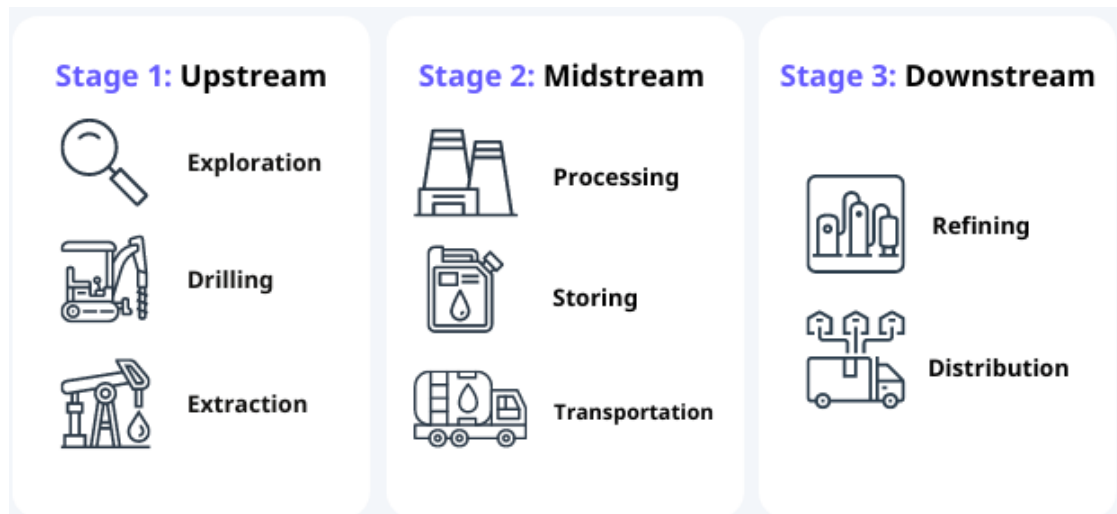 Stage 1: Upstream
Exploration
Drilling
Extraction
Stage 2: Midstream
Processing
Storing
Transportation
Stage 3: Downstream
Refining
Distribution